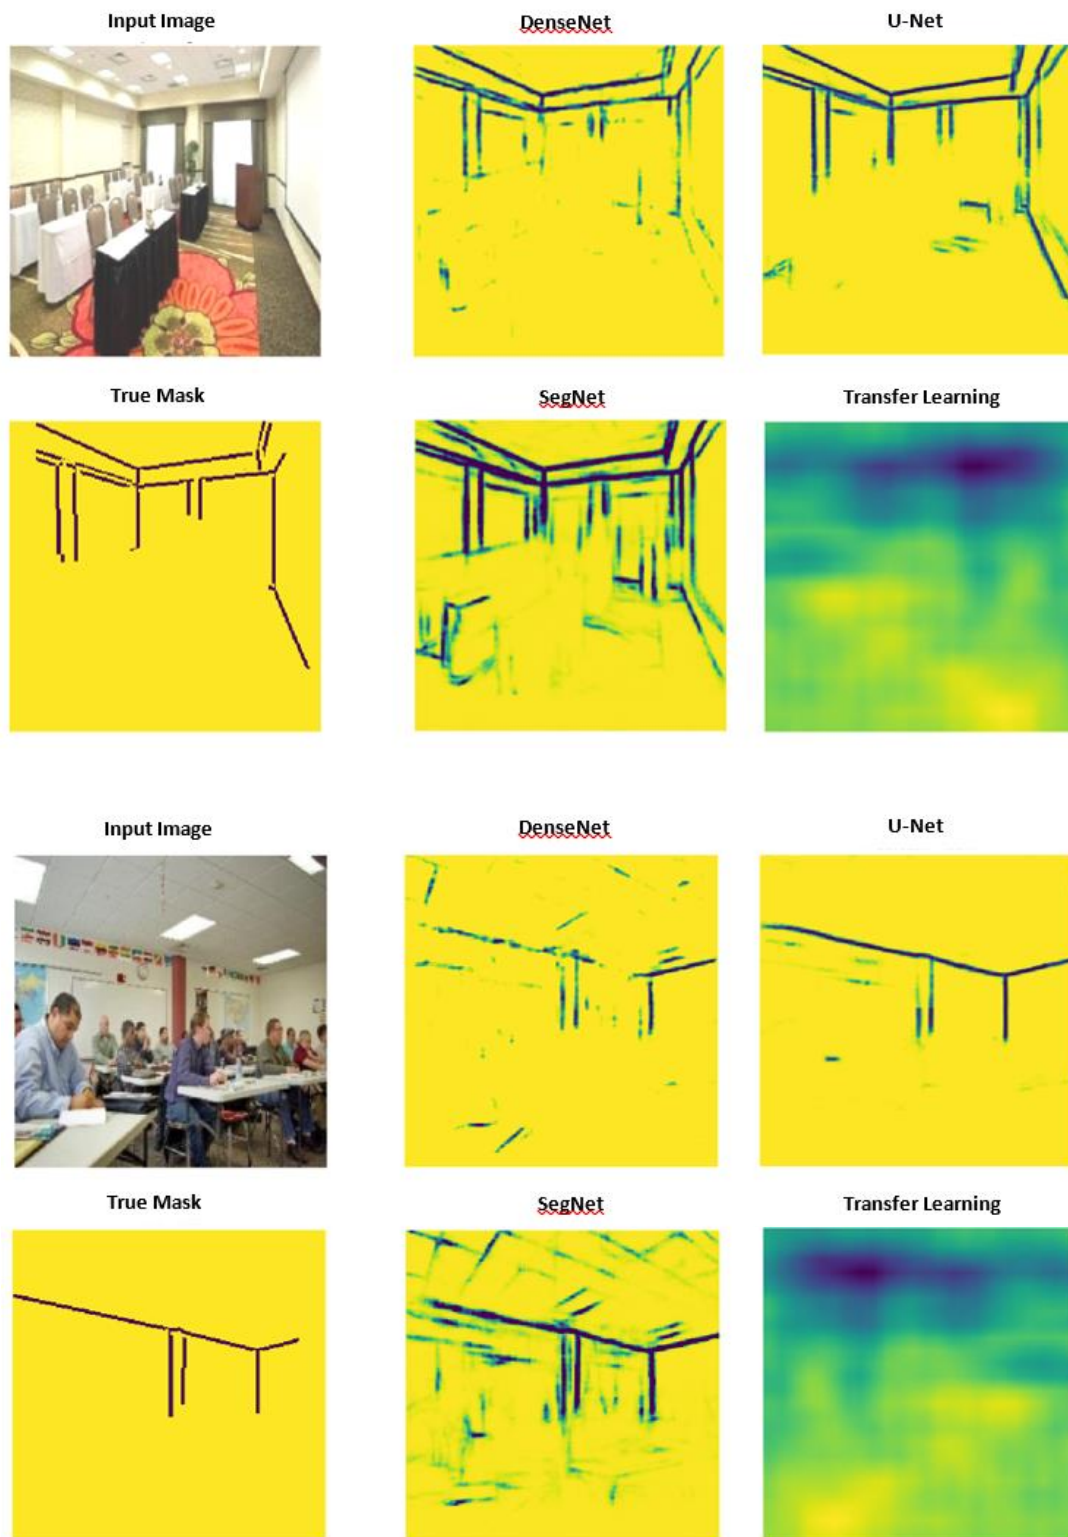 Input Image
DenseNet
U-Net
True Mask
SegNet
Transfer Learning
Input Image
DenseNet
U-Net
True Mask
SegNet
Transfer Learning